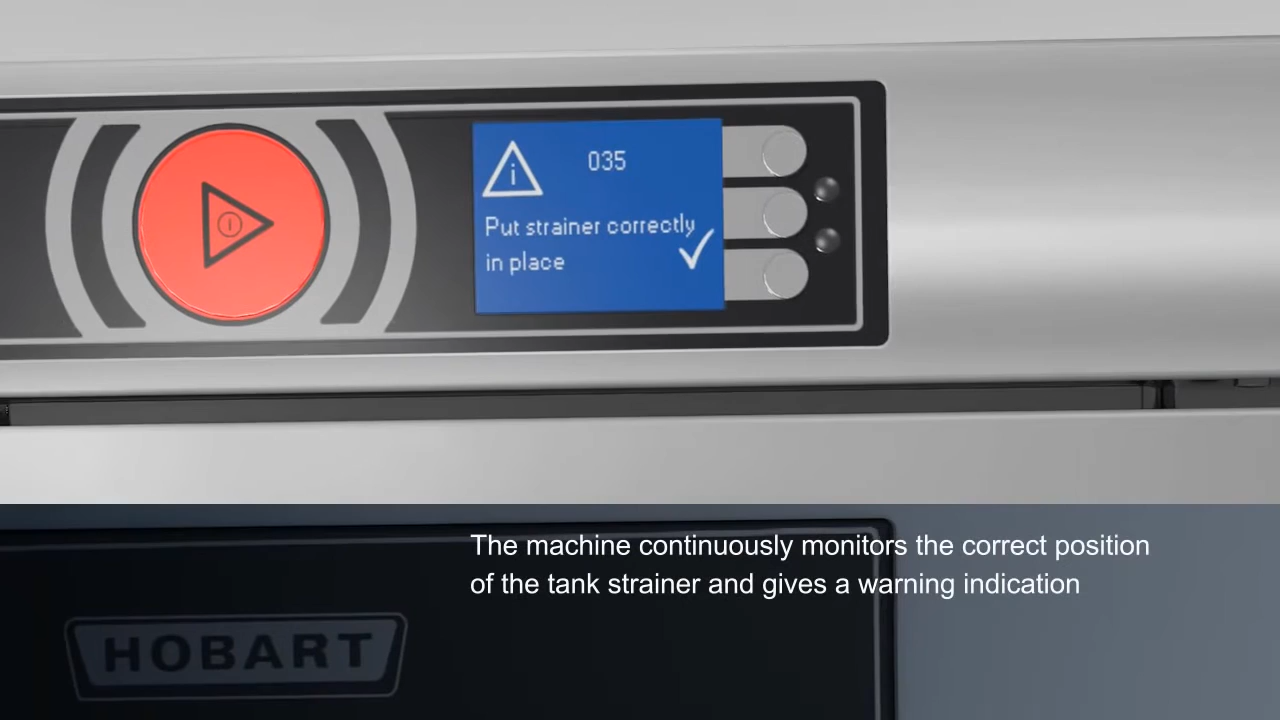 035
Put strainer correctly
in place
The machine continuously monitors the correct position
of the tank strainer and gives a warning indication
HOBART